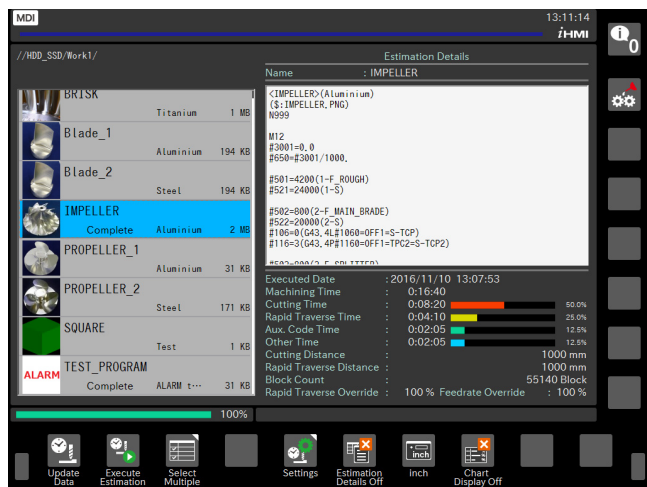 MDI
13:11:14
iHMI
0
//HDD_SSD/Work1/
BRISK
Titanium 1 MB
Blade_1
Aluminium 194 KB
Blade_2
Steel 194 KB
IMPELLER
Complete Aluminium 2 MB
PROPELLER_1
Aluminium 31 KB
PROPELLER_2
Steel 171 KB
SQUARE
Test 1 KB
ALARM
TEST_PROGRAM
Complete ALARM t… 31 KB
Estimation Details
Name : IMPELLER
<IMPELLER>(Aluminium)
($:IMPELLER.PNG)
N999
M12
#3001=0.0
#650=#3001/1000.
#501=4200(1-F_ROUGH)
#521=24000(1-S)
#502=800(2-F_MAIN_BRADE)
#522=20000(2-S)
#106=0(G43.4L#1060=OFF1=S-TCP)
#116=3(G43.4P#1160=OFF1=TPC2=S-TCP2)
#503=800(3-F_SPLITTER)
Executed Date :2016/11/10 13:07:53
Machining Time : 0:16:40
Cutting Time : 0:08:20 50.0%
Rapid Traverse Time : 0:04:10 25.0%
Aux. Code Time : 0:02:05 12.5%
Other Time : 0:02:05 12.5%
Cutting Distance : 1000 mm
Rapid Traverse Distance : 1000 mm
Block Count : 55140 Block
Rapid Traverse Override : 100 % Feedrate Override : 100 %
100%
Update Data
Execute Estimation
Select Multiple
Settings
Estimation Details Off
inch
inch
Chart Display Off